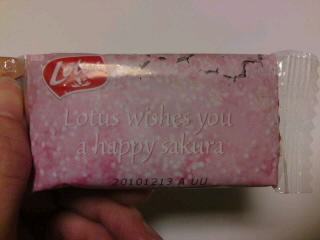 Lotus
Lotus wishes you
a happy sakura
20101213 A UU